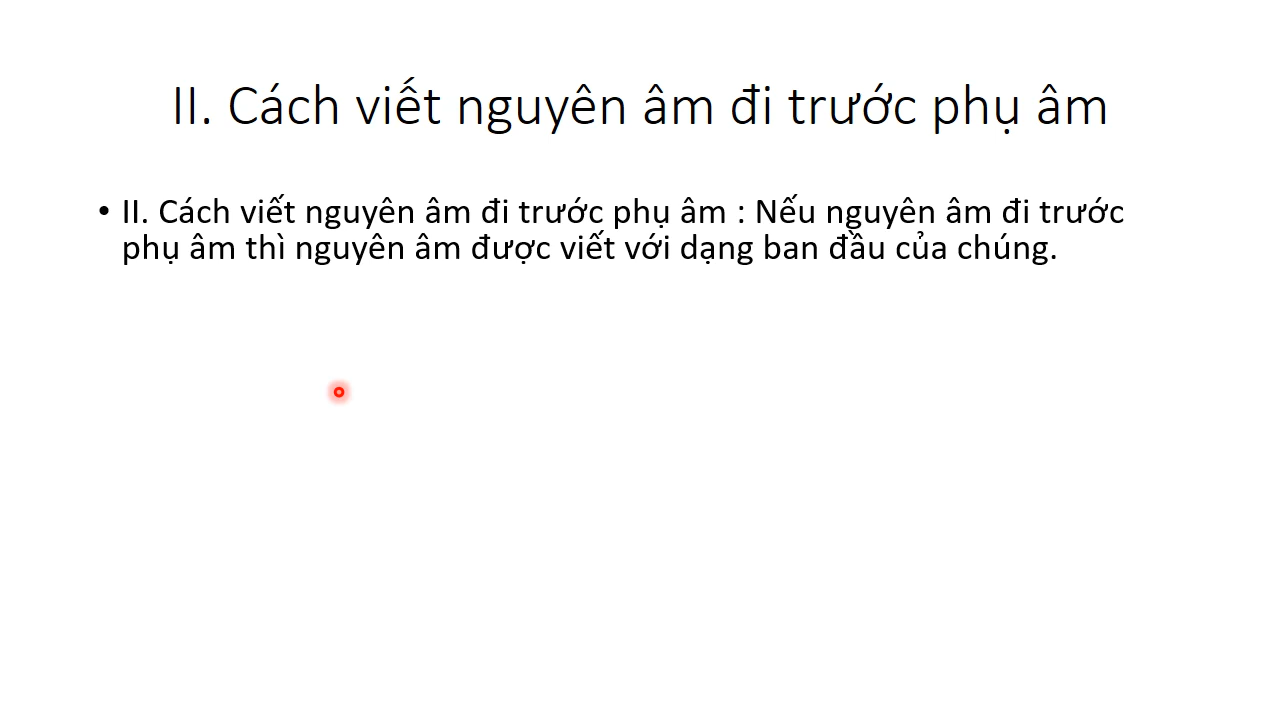 II. Cách viết nguyên âm đi trước phụ âm
• II. Cách viết nguyên âm đi trước phụ âm : Nếu nguyên âm đi trước
phụ âm thì nguyên âm được viết với dạng ban đầu của chúng.